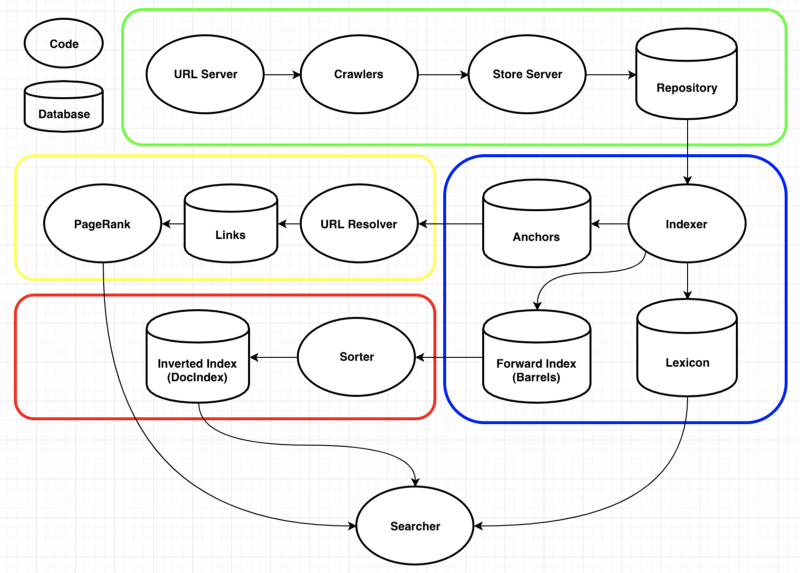 Code
Database
URL Server
Crawlers
Store Server
Repository
PageRank
Links
URL Resolver
Anchors
Indexer
Inverted Index
(DocIndex)
Sorter
Forward Index
(Barrels)
Lexicon
Searcher